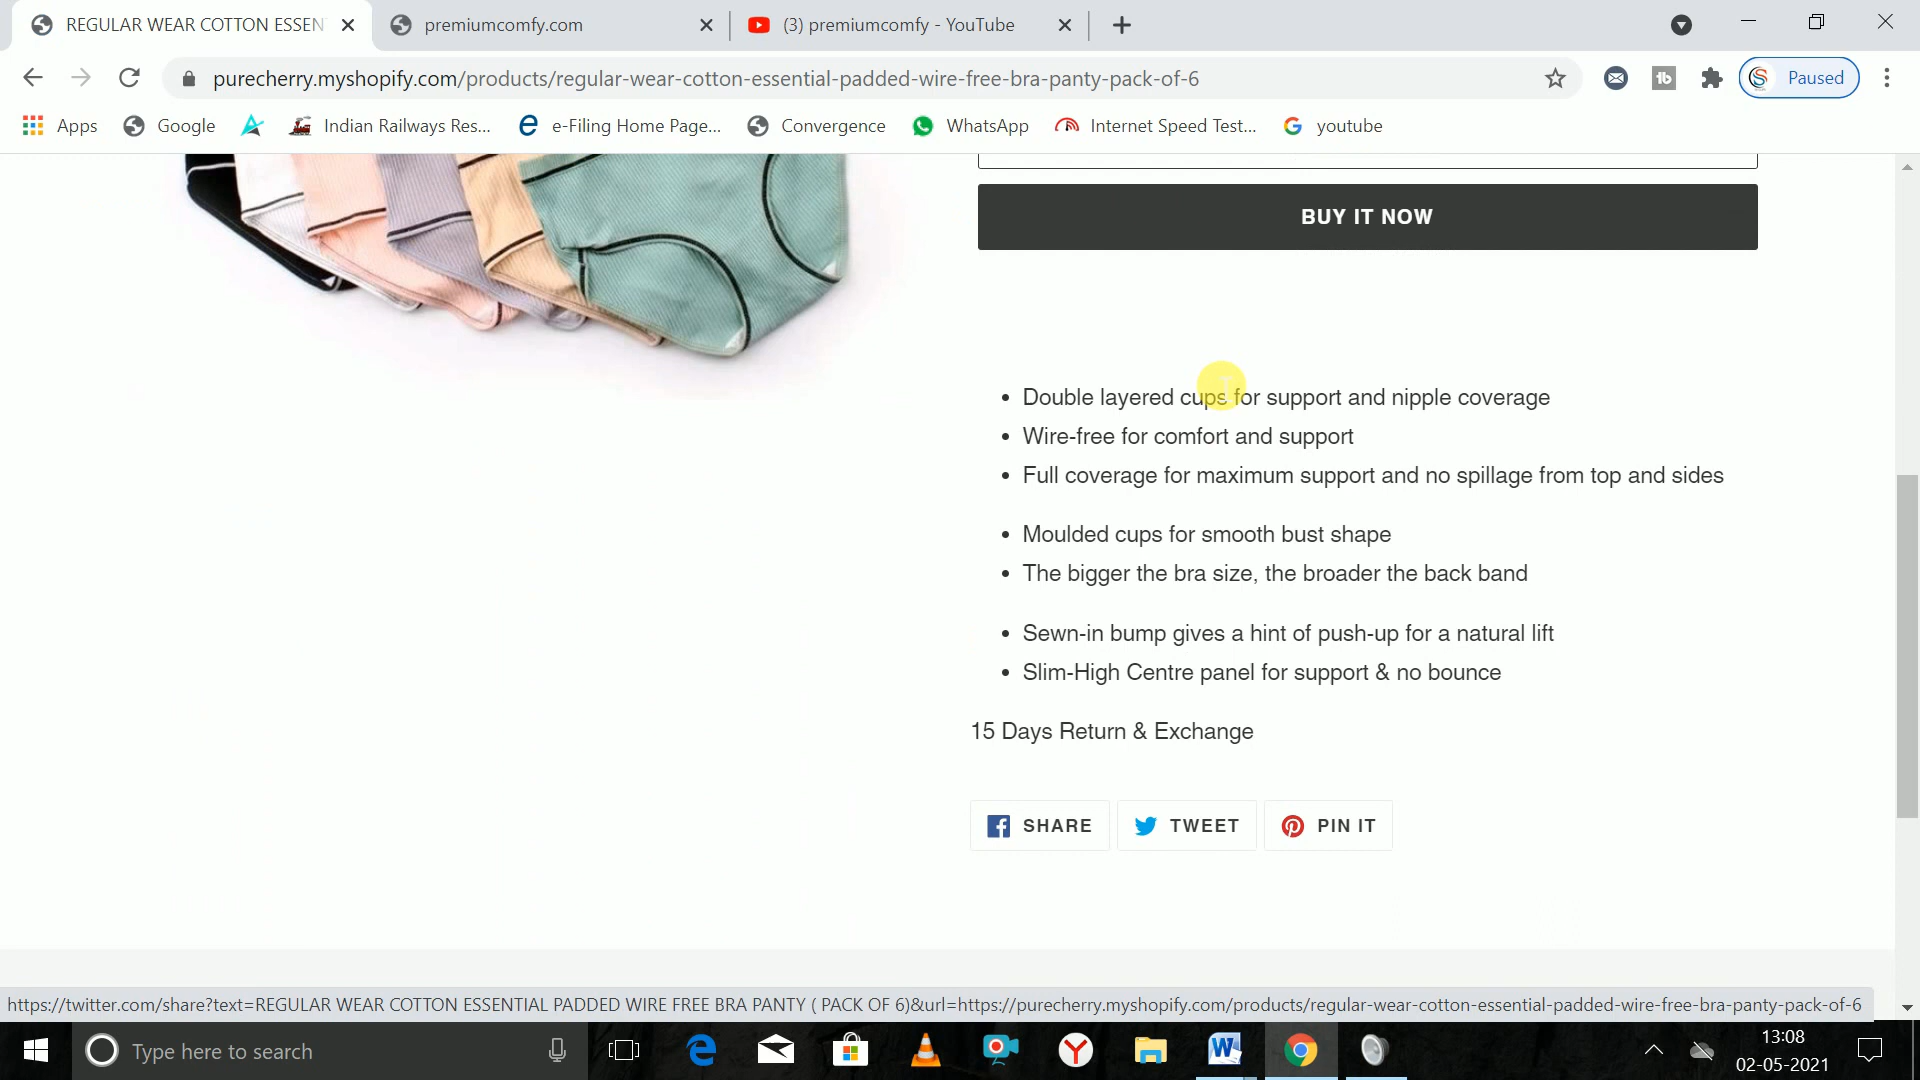 REGULAR WEAR COTTON ESSEN
premiumcomfy.com
(3) premiumcomfy - YouTube
purecherry.myshopify.com/products/regular-wear-cotton-essential-padded-wire-free-bra-panty-pack-of-6
Paused
Apps
Google
Indian Railways Res...
e-Filing Home Page...
Convergence
WhatsApp
Internet Speed Test...
youtube
BUY IT NOW
• Double layered cups for support and nipple coverage
• Wire-free for comfort and support
• Full coverage for maximum support and no spillage from top and sides
• Moulded cups for smooth bust shape
• The bigger the bra size, the broader the back band
• Sewn-in bump gives a hint of push-up for a natural lift
• Slim-High Centre panel for support & no bounce
15 Days Return & Exchange
SHARE
TWEET
PIN IT
https://twitter.com/share?text=REGULAR WEAR COTTON ESSENTIAL PADDED WIRE FREE BRA PANTY ( PACK OF 6)&url=https://purecherry.myshopify.com/products/regular-wear-cotton-essential-padded-wire-free-bra-panty-pack-of-6
Type here to search
13:08
02-05-2021